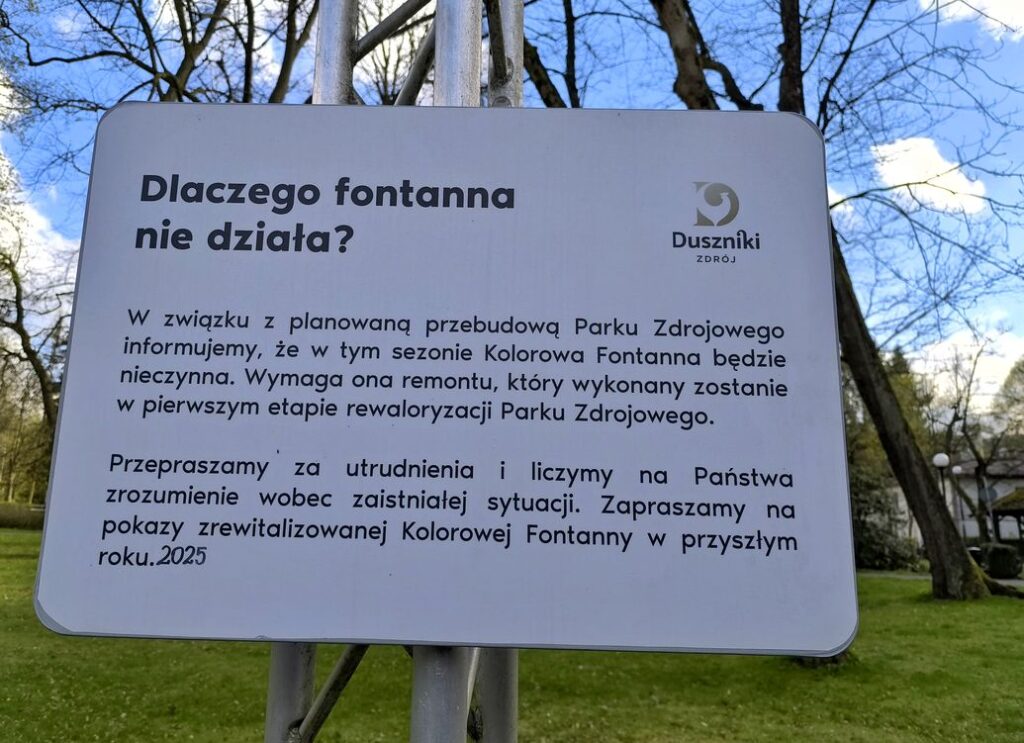 Dlaczego fontanna
nie działa?
Duszniki
ZDRÓJ
W związku z planowaną przebudową Parku Zdrojowego
informujemy, że w tym sezonie Kolorowa Fontanna będzie
nieczynna. Wymaga ona remontu, który wykonany zostanie
w pierwszym etapie rewaloryzacji Parku Zdrojowego.
Przepraszamy za utrudnienia i liczymy na Państwa
zrozumienie wobec zaistniałej sytuacji. Zapraszamy na
pokazy zrewitalizowanej Kolorowej Fontanny w przyszłym
roku.2025